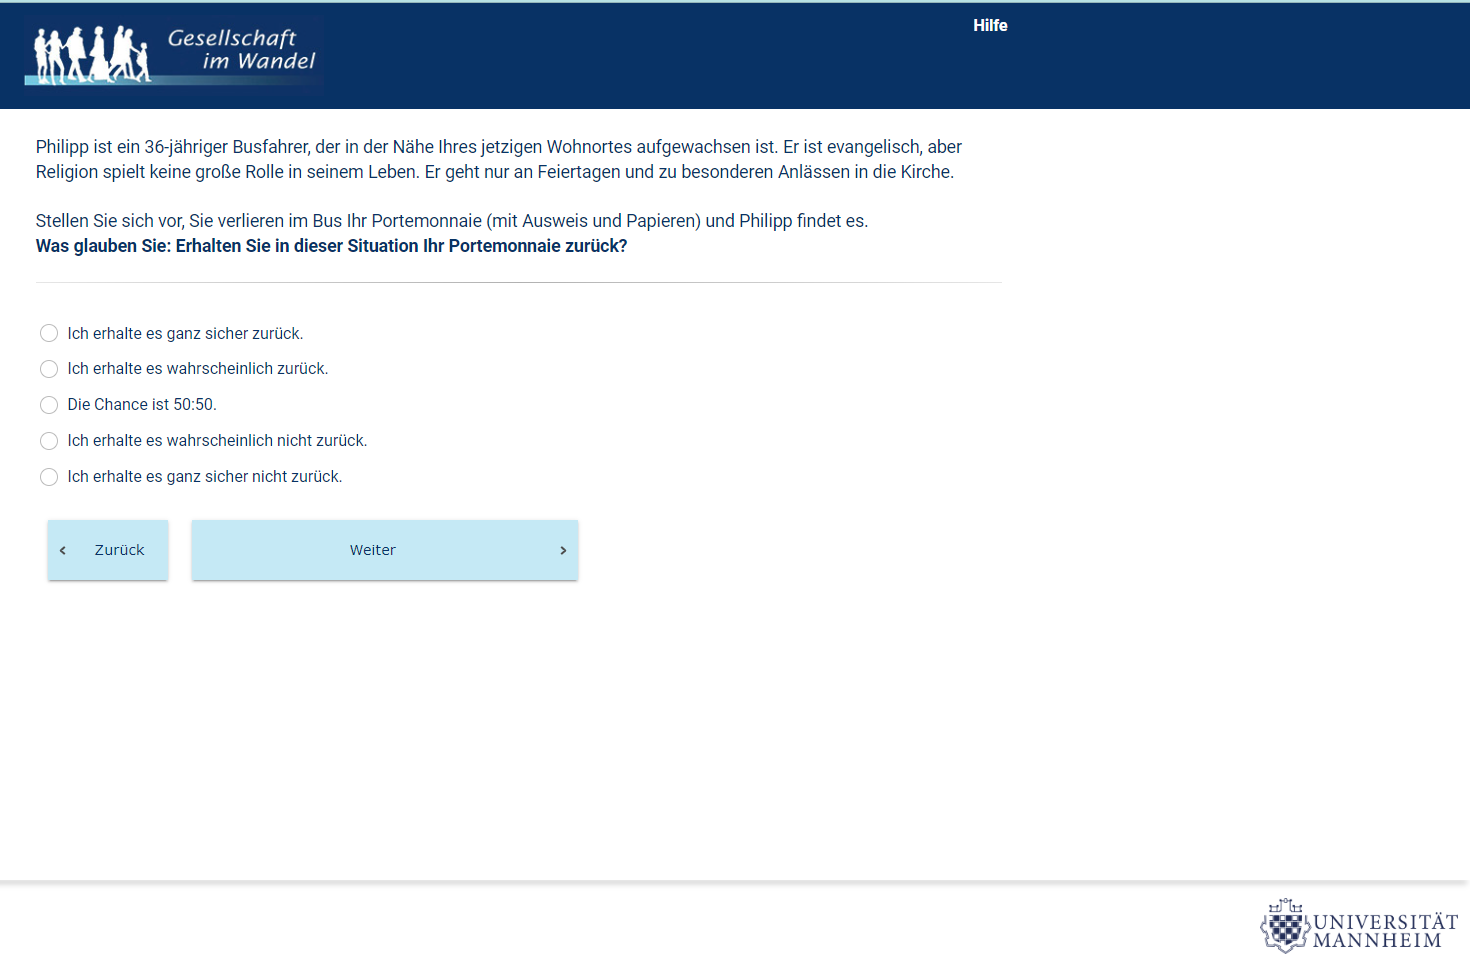 Gesellschaft
im Wandel
Hilfe
Philipp ist ein 36-jähriger Busfahrer, der in der Nähe Ihres jetzigen Wohnortes aufgewachsen ist. Er ist evangelisch, aber
Religion spielt keine große Rolle in seinem Leben. Er geht nur an Feiertagen und zu besonderen Anlässen in die Kirche.
Stellen Sie sich vor, Sie verlieren im Bus Ihr Portemonnaie (mit Ausweis und Papieren) und Philipp findet es.
Was glauben Sie: Erhalten Sie in dieser Situation Ihr Portemonnaie zurück?
Ich erhalte es ganz sicher zurück.
Ich erhalte es wahrscheinlich zurück.
Die Chance ist 50:50.
Ich erhalte es wahrscheinlich nicht zurück.
Ich erhalte es ganz sicher nicht zurück.
‹ Zurück
Weiter ›
UNIVERSITÄT
MANNHEIM